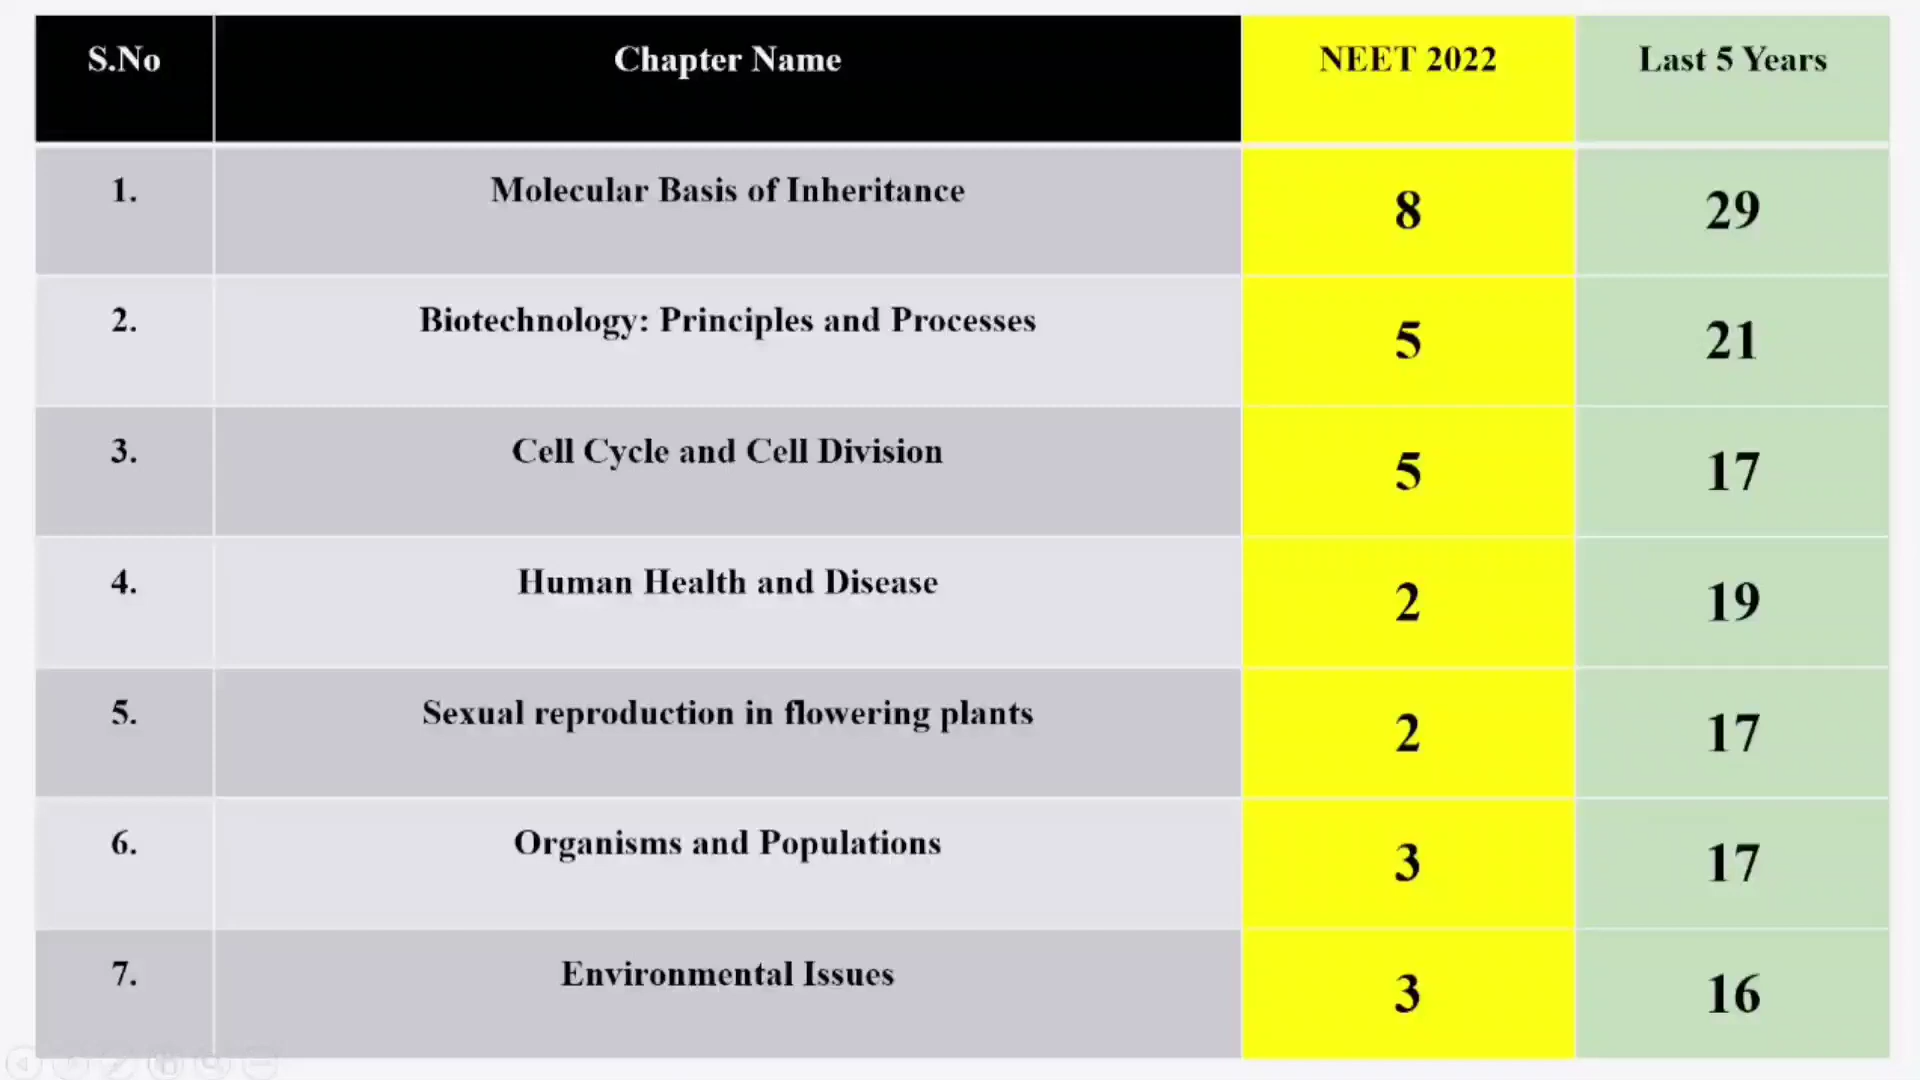 S.No Chapter Name NEET 2022 Last 5 Years
1. Molecular Basis of Inheritance 8 29
2. Biotechnology: Principles and Processes 5 21
3. Cell Cycle and Cell Division 5 17
4. Human Health and Disease 2 19
5. Sexual reproduction in flowering plants 2 17
6. Organisms and Populations 3 17
7. Environmental Issues 3 16